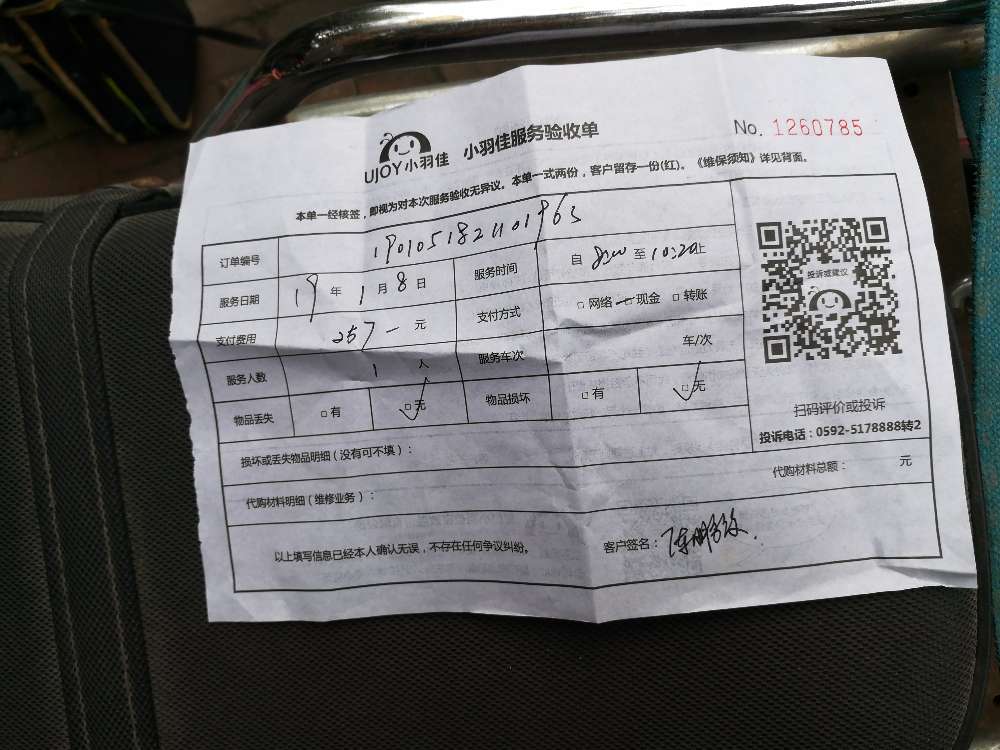 UJOY小羽佳 小羽佳服务验收单 No. 1260785
本单一经核签，即视为对本次服务验收无异议。本单一式两份，客户留存一份(红)。《维保须知》详见背面。
订单编号 190105182401963
服务日期 19 年 1 月 8 日 服务时间 自 8:00 至 10:20 止
支付费用 257 — 元 支付方式 □ 网络 □ 现金 □ 转账
服务人数 1 人 服务车次 车/次
物品丢失 □ 有 □ 无 物品损坏 □ 有 □ 无
投诉或建议
扫码评价或投诉
投诉电话：0592-5178888转2
损坏或丢失物品明细（没有可不填）：
代购材料明细（维修业务）： 代购材料总额： 元
以上填写信息已经本人确认无误，不存在任何争议纠纷。 客户签名：